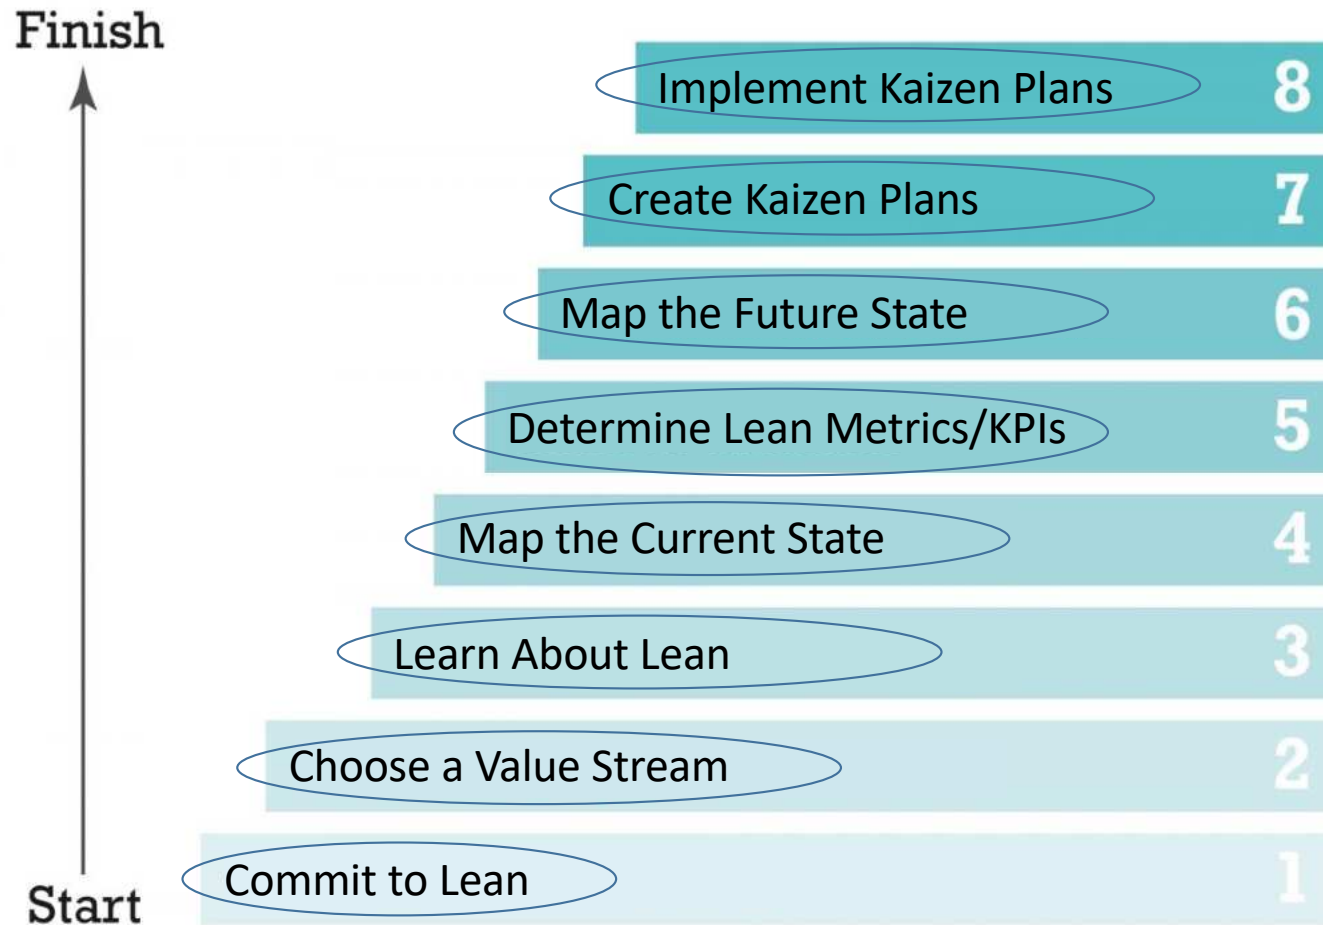 Finish
Implement Kaizen Plans 8
Create Kaizen Plans 7
Map the Future State 6
Determine Lean Metrics/KPIs 5
Map the Current State 4
Learn About Lean 3
Choose a Value Stream 2
Commit to Lean 1
Start